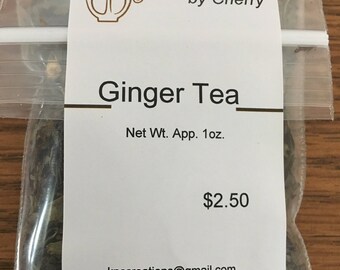 by Cherry
Ginger Tea
Net Wt. App. 1oz.
$2.50